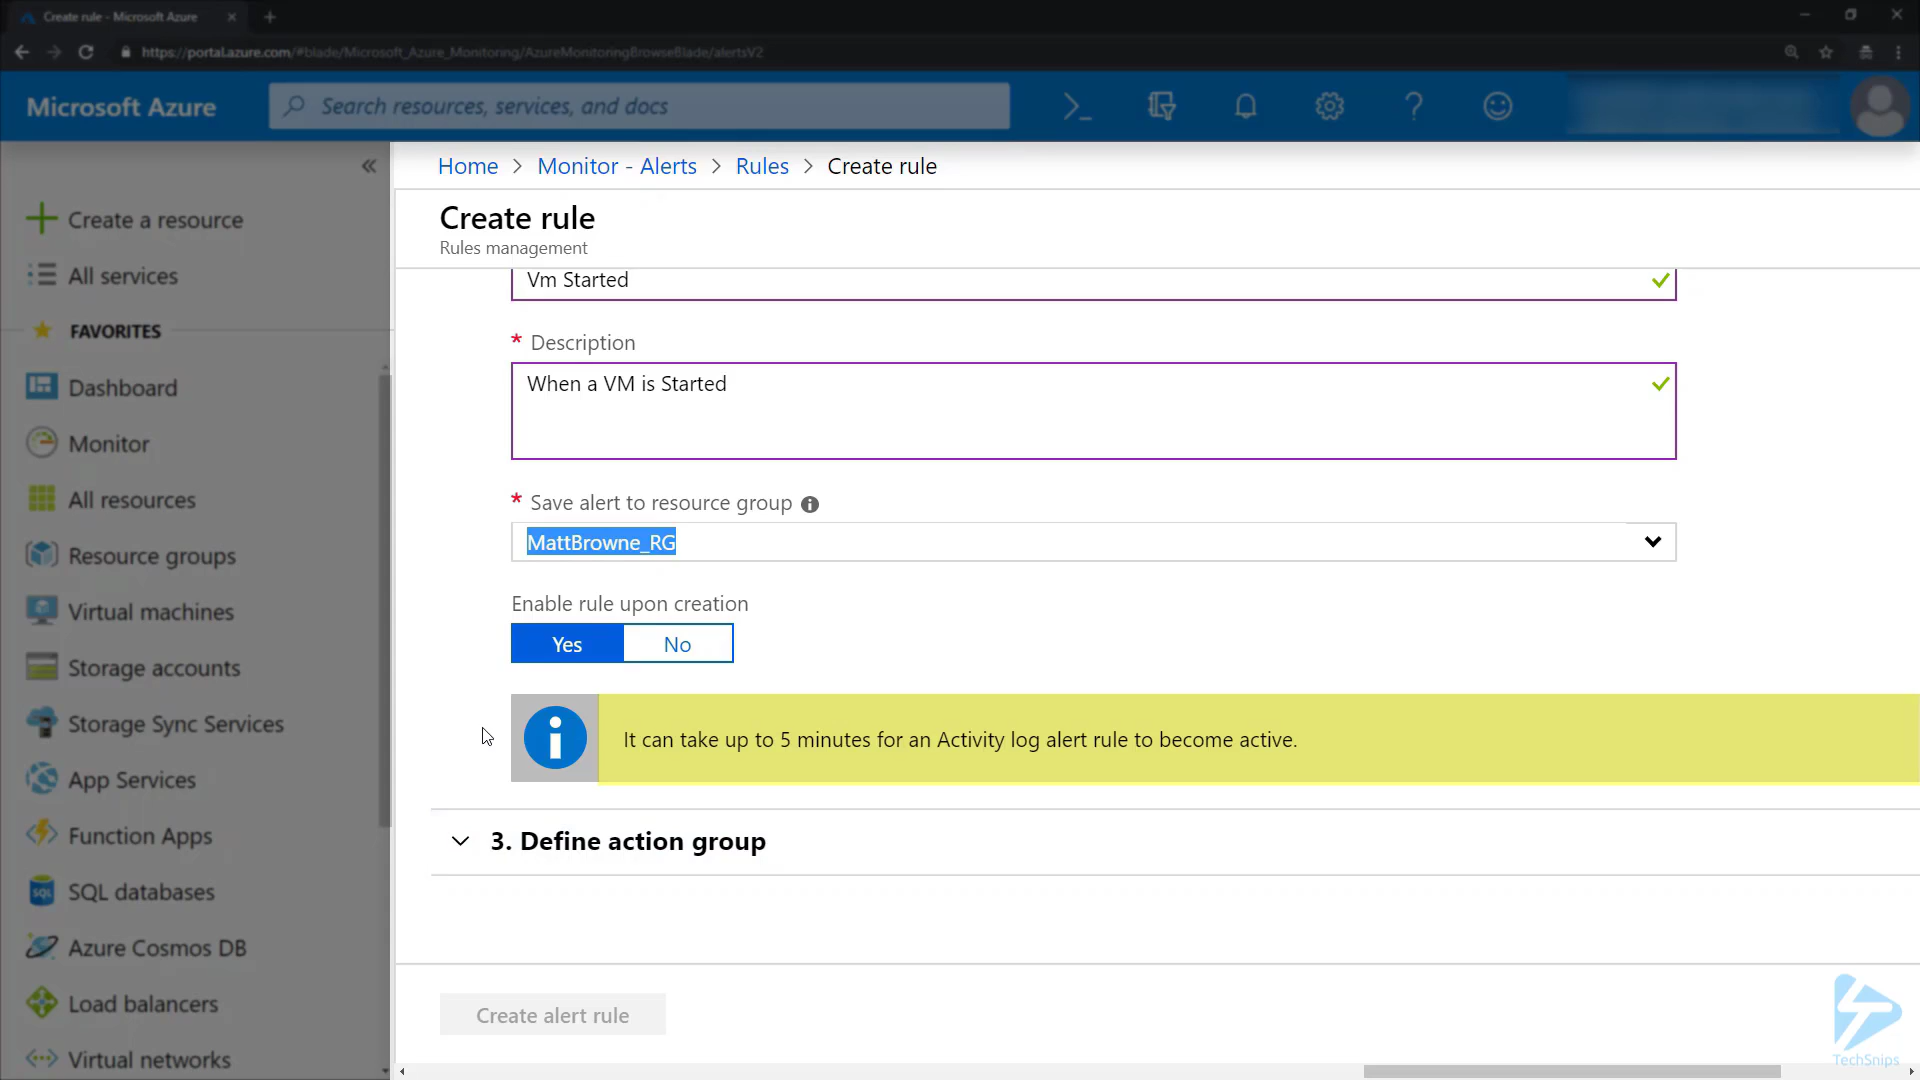 Create rule - Microsoft Azure
https://portal.azure.com/#blade/Microsoft_Azure_Monitoring/AzureMonitoringBrowseBlade/alertsV2
Microsoft Azure
Search resources, services, and docs
Home > Monitor - Alerts > Rules > Create rule
Create rule
Rules management
Create a resource
All services
FAVORITES
Dashboard
Monitor
All resources
Resource groups
Virtual machines
Storage accounts
Storage Sync Services
App Services
Function Apps
SQL databases
Azure Cosmos DB
Load balancers
Virtual networks
Vm Started
* Description
When a VM is Started
* Save alert to resource group
MattBrowne_RG
Enable rule upon creation
Yes No
It can take up to 5 minutes for an Activity log alert rule to become active.
3. Define action group
Create alert rule
TechSnips